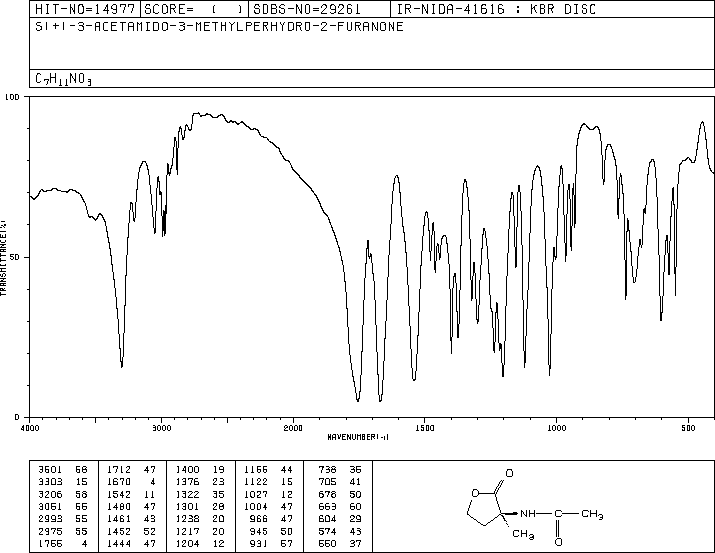 HIT-NO=14977 SCORE= ( ) SDBS-NO=29261 IR-NIDA-41616 : KBR DISC
S(+)-3-ACETAMIDO-3-METHYLPERHYDRO-2-FURANONE
C7H11NO3
100
50
0
TRANSMITTANCE(%)
4000 3000 2000 1500 1000 500
WAVENUMBER(-1)
3501 68 1712 47 1400 19 1166 44 738 36
3303 15 1670 4 1376 23 1122 15 705 41
3206 58 1542 11 1322 35 1027 12 678 50
3051 55 1480 47 1301 28 1004 47 663 60
2993 55 1461 43 1238 20 966 47 604 29
2975 55 1452 52 1217 20 945 50 574 43
1756 4 1444 47 1204 12 931 57 550 37
O
O
O
NH
C
CH3
CH3
O